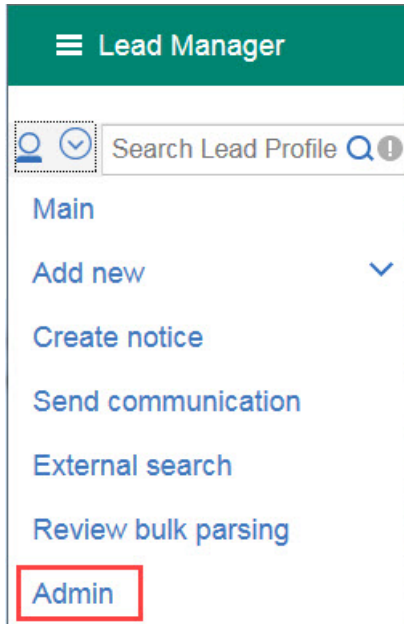 Lead Manager
Search Lead Profile
Main
Add new
Create notice
Send communication
External search
Review bulk parsing
Admin